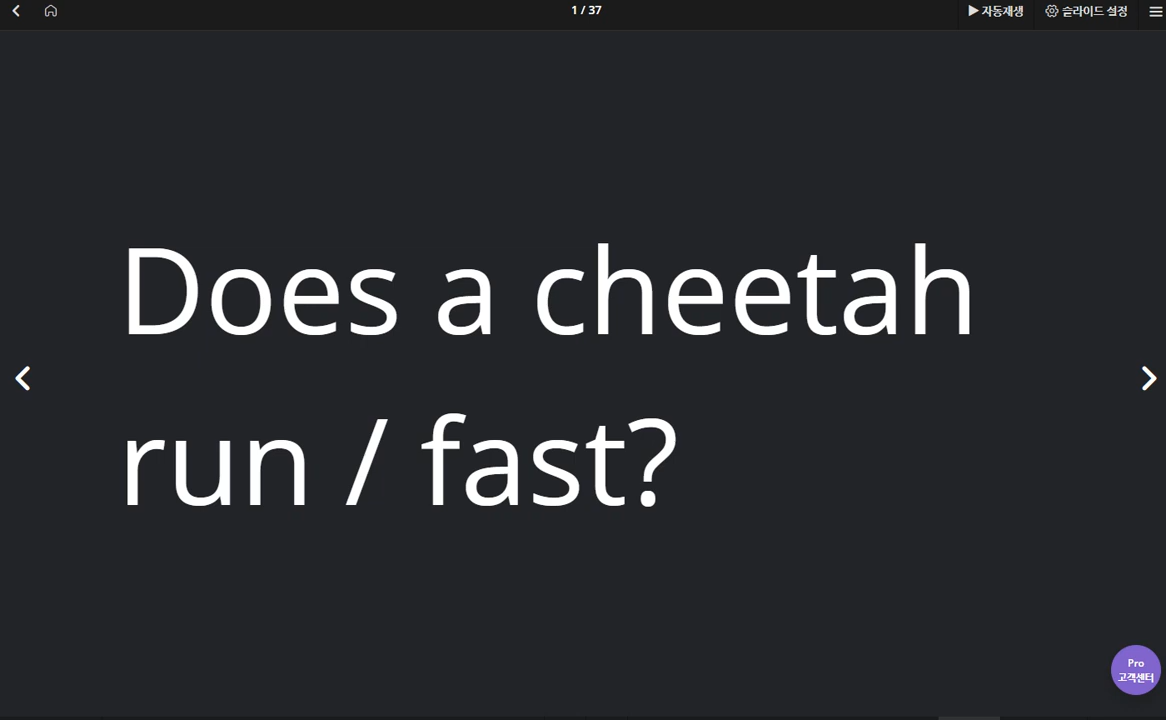 1 / 37
자동재생
슬라이드 설정
Does a cheetah
run / fast?
Pro
고객센터